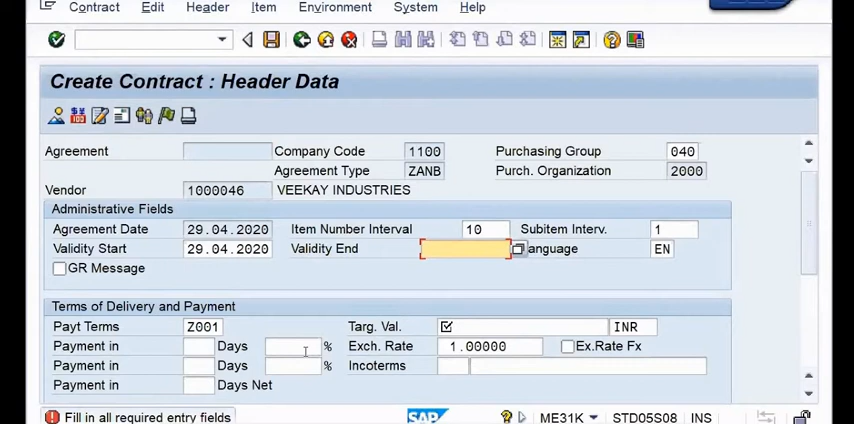 Contract Edit Header Item Environment System Help
Create Contract : Header Data
Agreement Company Code 1100 Purchasing Group 040
Agreement Type ZANB Purch. Organization 2000
Vendor 1000046 VEEKAY INDUSTRIES
Administrative Fields
Agreement Date 29.04.2020 Item Number Interval 10 Subitem Interv. 1
Validity Start 29.04.2020 Validity End anguage EN
GR Message
Terms of Delivery and Payment
Payt Terms Z001 Targ. Val. INR
Payment in Days % Exch. Rate 1.00000 Ex.Rate Fx
Payment in Days % Incoterms
Payment in Days Net
Fill in all required entry fields SAP ME31K STD05S08 INS